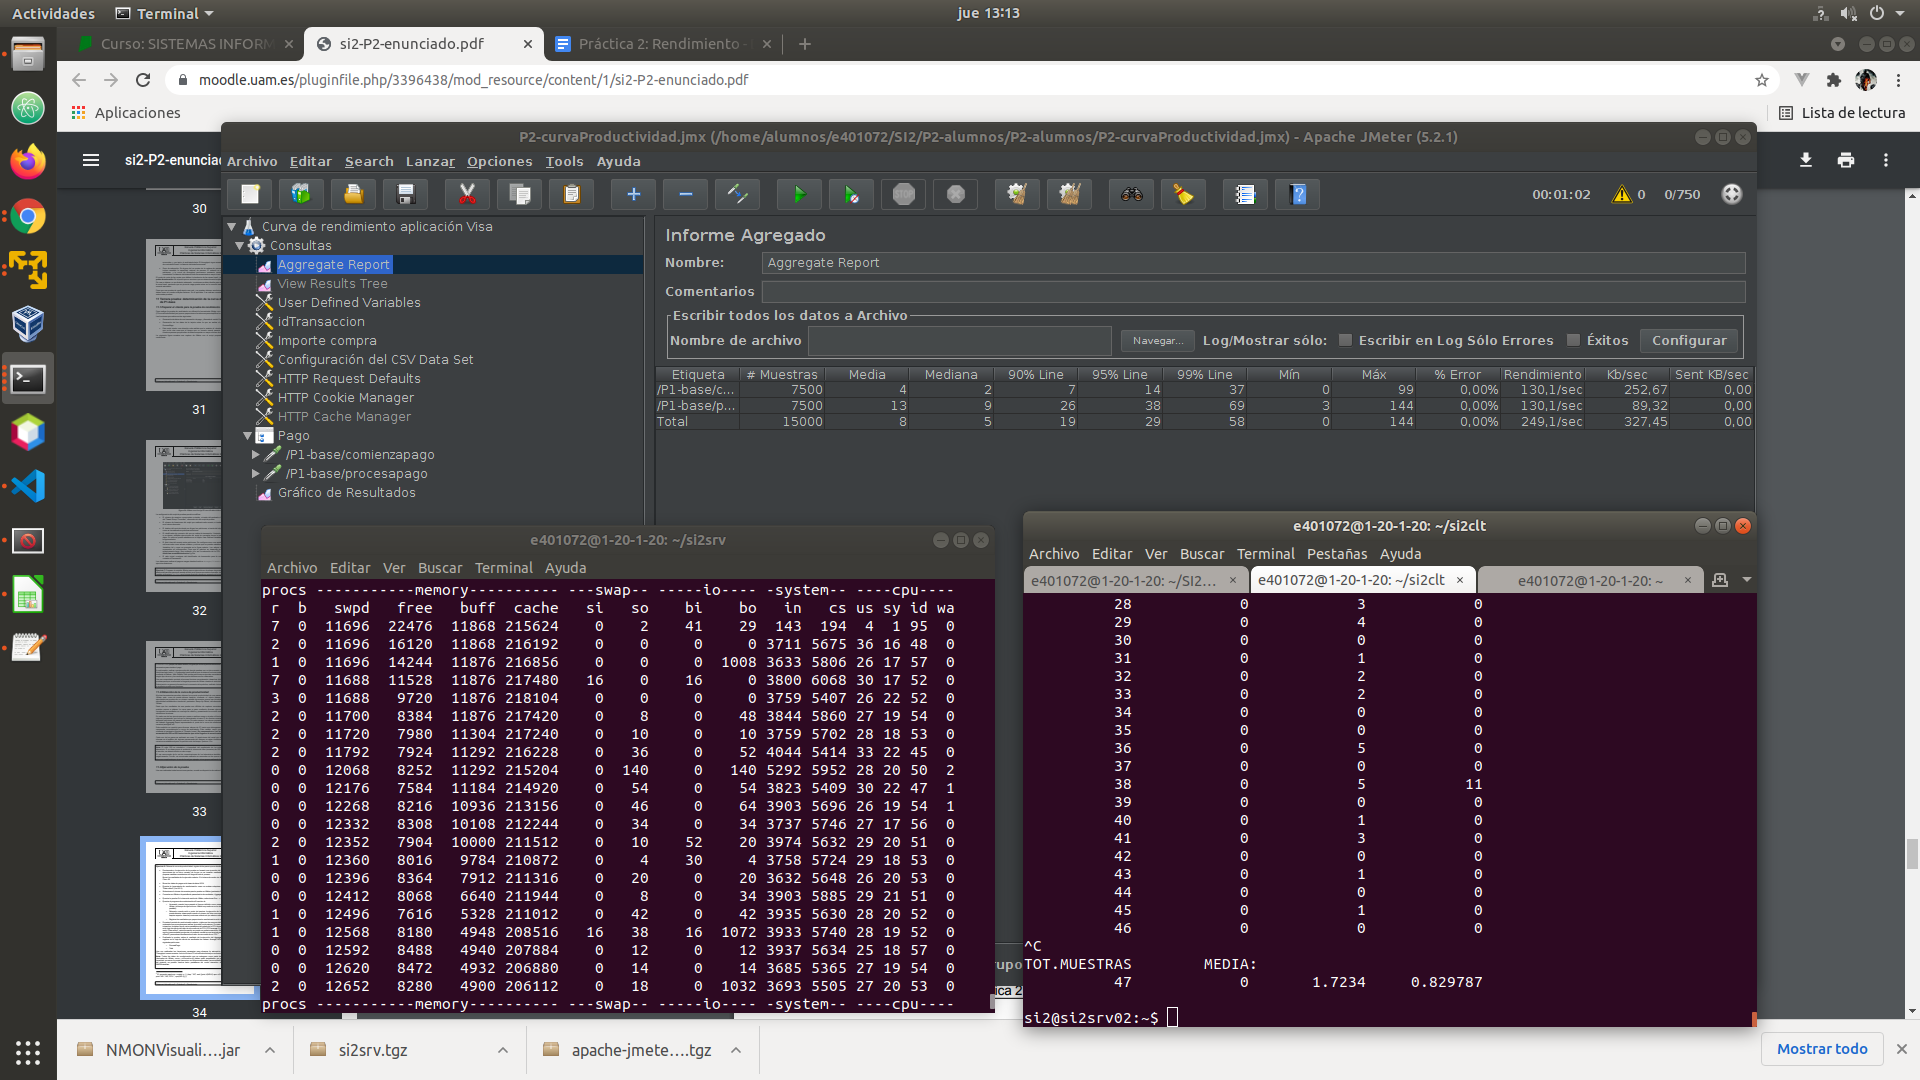 Actividades
Terminal
jue 13:13
Curso: SISTEMAS INFORM
si2-P2-enunciado.pdf
Práctica 2: Rendimiento -
moodle.uam.es/pluginfile.php/3396438/mod_resource/content/1/si2-P2-enunciado.pdf
Aplicaciones
Lista de lectura
si2-P2-enuncia
30
31
32
33
34
P2-curvaProductividad.jmx (/home/alumnos/e401072/SI2/P2-alumnos/P2-alumnos/P2-curvaProductividad.jmx) - Apache JMeter (5.2.1)
Archivo Editar Search Lanzar Opciones Tools Ayuda
00:01:02 0 0/750
Curva de rendimiento aplicación Visa
Consultas
Aggregate Report
View Results Tree
User Defined Variables
idTransaccion
Importe compra
Configuración del CSV Data Set
HTTP Request Defaults
HTTP Cookie Manager
HTTP Cache Manager
Pago
/P1-base/comienzapago
/P1-base/procesapago
Gráfico de Resultados
Informe Agregado
Nombre: Aggregate Report
Comentarios
Escribir todos los datos a Archivo
Nombre de archivo Navegar... Log/Mostrar sólo: Escribir en Log Sólo Errores Éxitos Configurar
Etiqueta # Muestras Media Mediana 90% Line 95% Line 99% Line Mín Máx % Error Rendimiento Kb/sec Sent KB/sec
/P1-base/c... 7500 4 2 7 14 37 0 99 0,00% 130,1/sec 252,67 0,00
/P1-base/p... 7500 13 9 26 38 69 3 144 0,00% 130,1/sec 89,32 0,00
Total 15000 8 5 19 29 58 0 144 0,00% 249,1/sec 327,45 0,00
e401072@1-20-1-20: ~/si2srv
Archivo Editar Ver Buscar Terminal Ayuda
procs -----------memory---------- ---swap-- -----io---- -system-- ----cpu----
r b swpd free buff cache si so bi bo in cs us sy id wa
7 0 11696 22476 11868 215624 0 2 41 29 143 194 4 1 95 0
2 0 11696 16120 11868 216192 0 0 0 0 3711 5675 36 16 48 0
1 0 11696 14244 11876 216856 0 0 0 1008 3633 5806 26 17 57 0
7 0 11688 11528 11876 217480 16 0 16 0 3800 6068 30 17 52 0
3 0 11688 9720 11876 218104 0 0 0 0 3759 5407 26 22 52 0
2 0 11700 8384 11876 217420 0 8 0 48 3844 5860 27 19 54 0
2 0 11720 7980 11304 217240 0 10 0 10 3759 5702 28 18 53 0
2 0 11792 7924 11292 216228 0 36 0 52 4044 5414 33 22 45 0
0 0 12068 8252 11292 215204 0 140 0 140 5292 5952 28 20 50 2
0 0 12176 7584 11184 214920 0 54 0 54 3823 5409 30 22 47 1
0 0 12268 8216 10936 213156 0 46 0 64 3903 5696 26 19 54 1
0 0 12332 8308 10108 212244 0 34 0 34 3737 5746 27 17 56 0
2 0 12352 7904 10000 211512 0 10 52 20 3974 5632 29 20 51 0
1 0 12360 8016 9784 210872 0 4 30 4 3758 5724 29 18 53 0
0 0 12396 8364 7912 211316 0 20 0 20 3632 5648 26 20 53 0
0 0 12412 8068 6640 211944 0 8 0 34 3903 5885 29 21 51 0
1 0 12496 7616 5328 211012 0 42 0 42 3935 5630 28 20 52 0
1 0 12568 8180 4948 208516 16 38 16 1072 3933 5740 28 19 52 0
0 0 12592 8488 4940 207884 0 12 0 12 3937 5634 25 18 57 0
0 0 12620 8472 4932 206880 0 14 0 14 3685 5365 27 19 54 0
2 0 12652 8280 4900 206112 0 18 0 1032 3693 5505 27 20 53 0
procs -----------memory---------- ---swap-- -----io---- -system-- ----cpu----
e401072@1-20-1-20: ~/si2clt
Archivo Editar Ver Buscar Terminal Pestañas Ayuda
e401072@1-20-1-20: ~/SI2...
e401072@1-20-1-20: ~/si2clt
e401072@1-20-1-20: ~
28 0 3 0
29 0 4 0
30 0 0 0
31 0 1 0
32 0 2 0
33 0 2 0
34 0 0 0
35 0 0 0
36 0 5 0
37 0 0 0
38 0 5 11
39 0 0 0
40 0 1 0
41 0 3 0
42 0 0 0
43 0 1 0
44 0 0 0
45 0 1 0
46 0 0 0
^C
TOT.MUESTRAS MEDIA:
47 0 1.7234 0.829787
si2@si2srv02:~$
NMONVisuali....jar
si2srv.tgz
apache-jmete....tgz
Mostrar todo